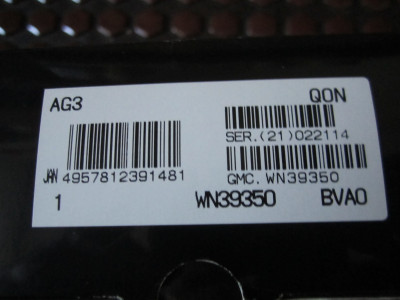 AG3 QON
SER.(21)022114
JAN 4957812391481 GMC. WN39350
1 WN39350 BVA0